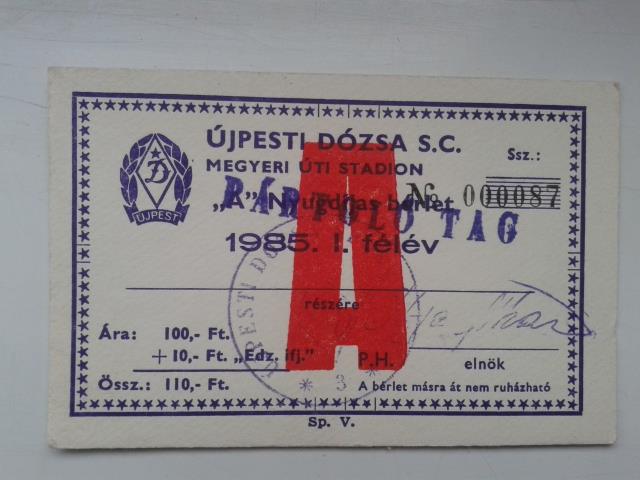 ÚJPESTI DÓZSA S.C.
Ssz.:
MEGYERI ÚTI STADION
№ 000087
"A" Nyugdíjas bérlet
PÁRTOLÓ TAG
1985. I. félév
ÚJPEST
részére
Ára: 100,- Ft.
+ 10,- Ft. „Edz. ifj."
P.H.
elnök
Össz.: 110,- Ft.
A bérlet másra át nem ruházható
3
Sp. V.